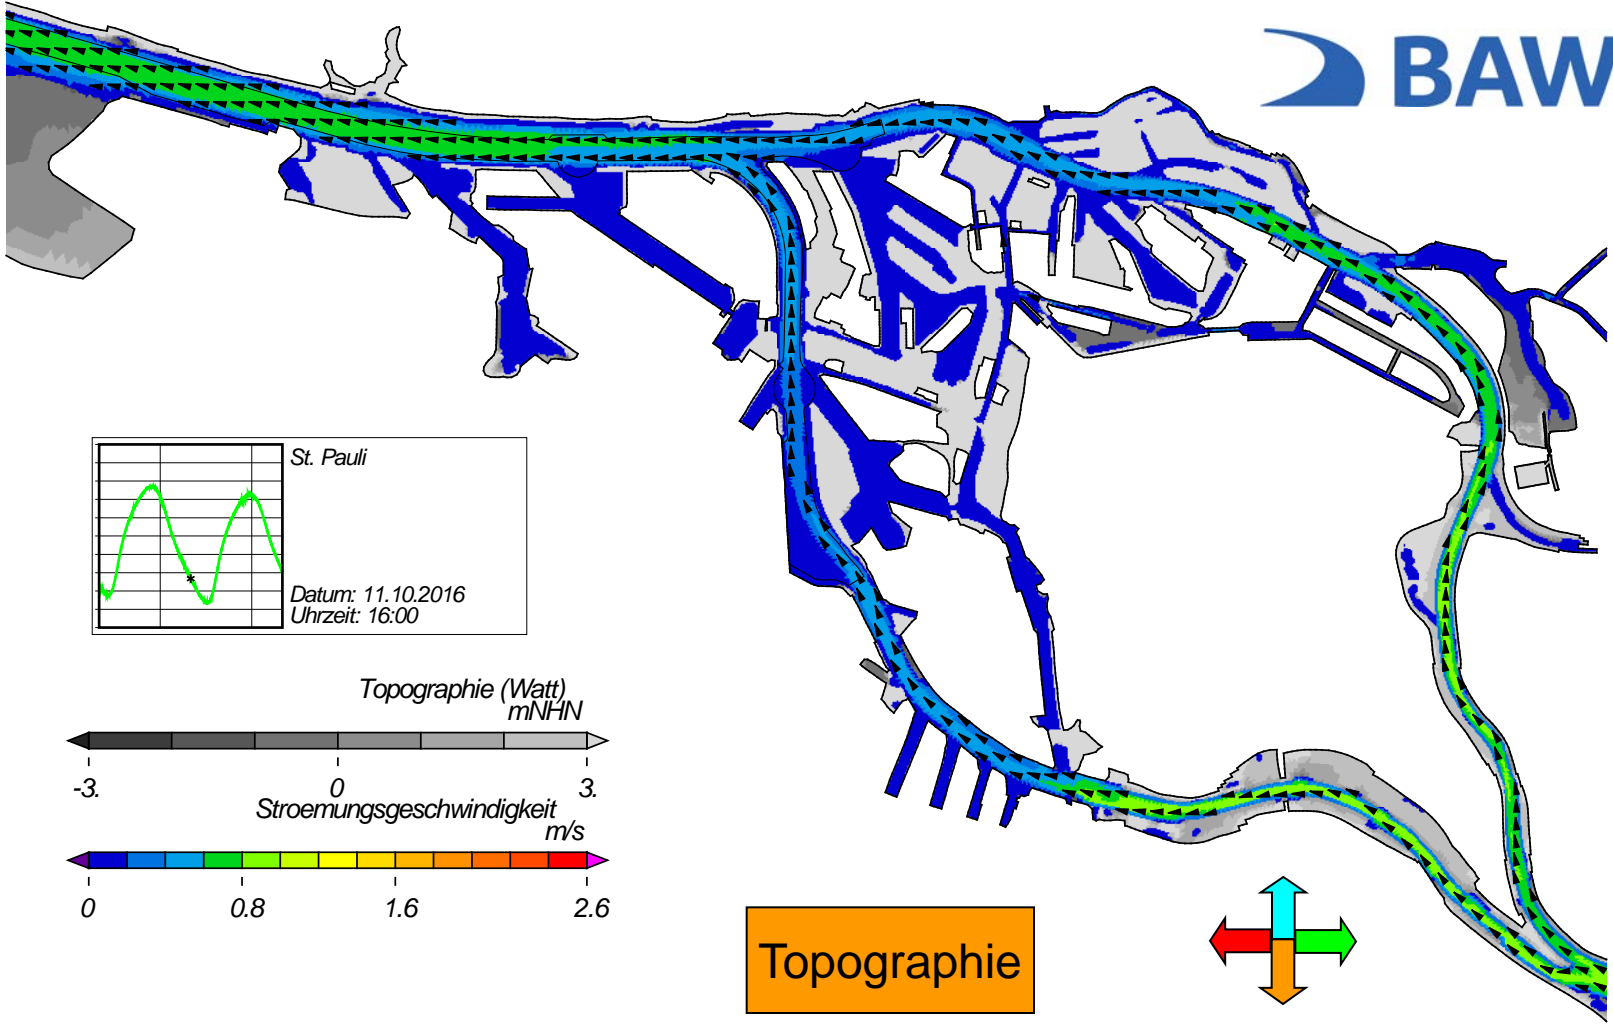 BAW
St. Pauli
Datum: 11.10.2016
Uhrzeit: 16:00
Topographie (Watt)
mNHN
-3. 0 3.
Stroemungsgeschwindigkeit
m/s
0 0.8 1.6 2.6
Topographie